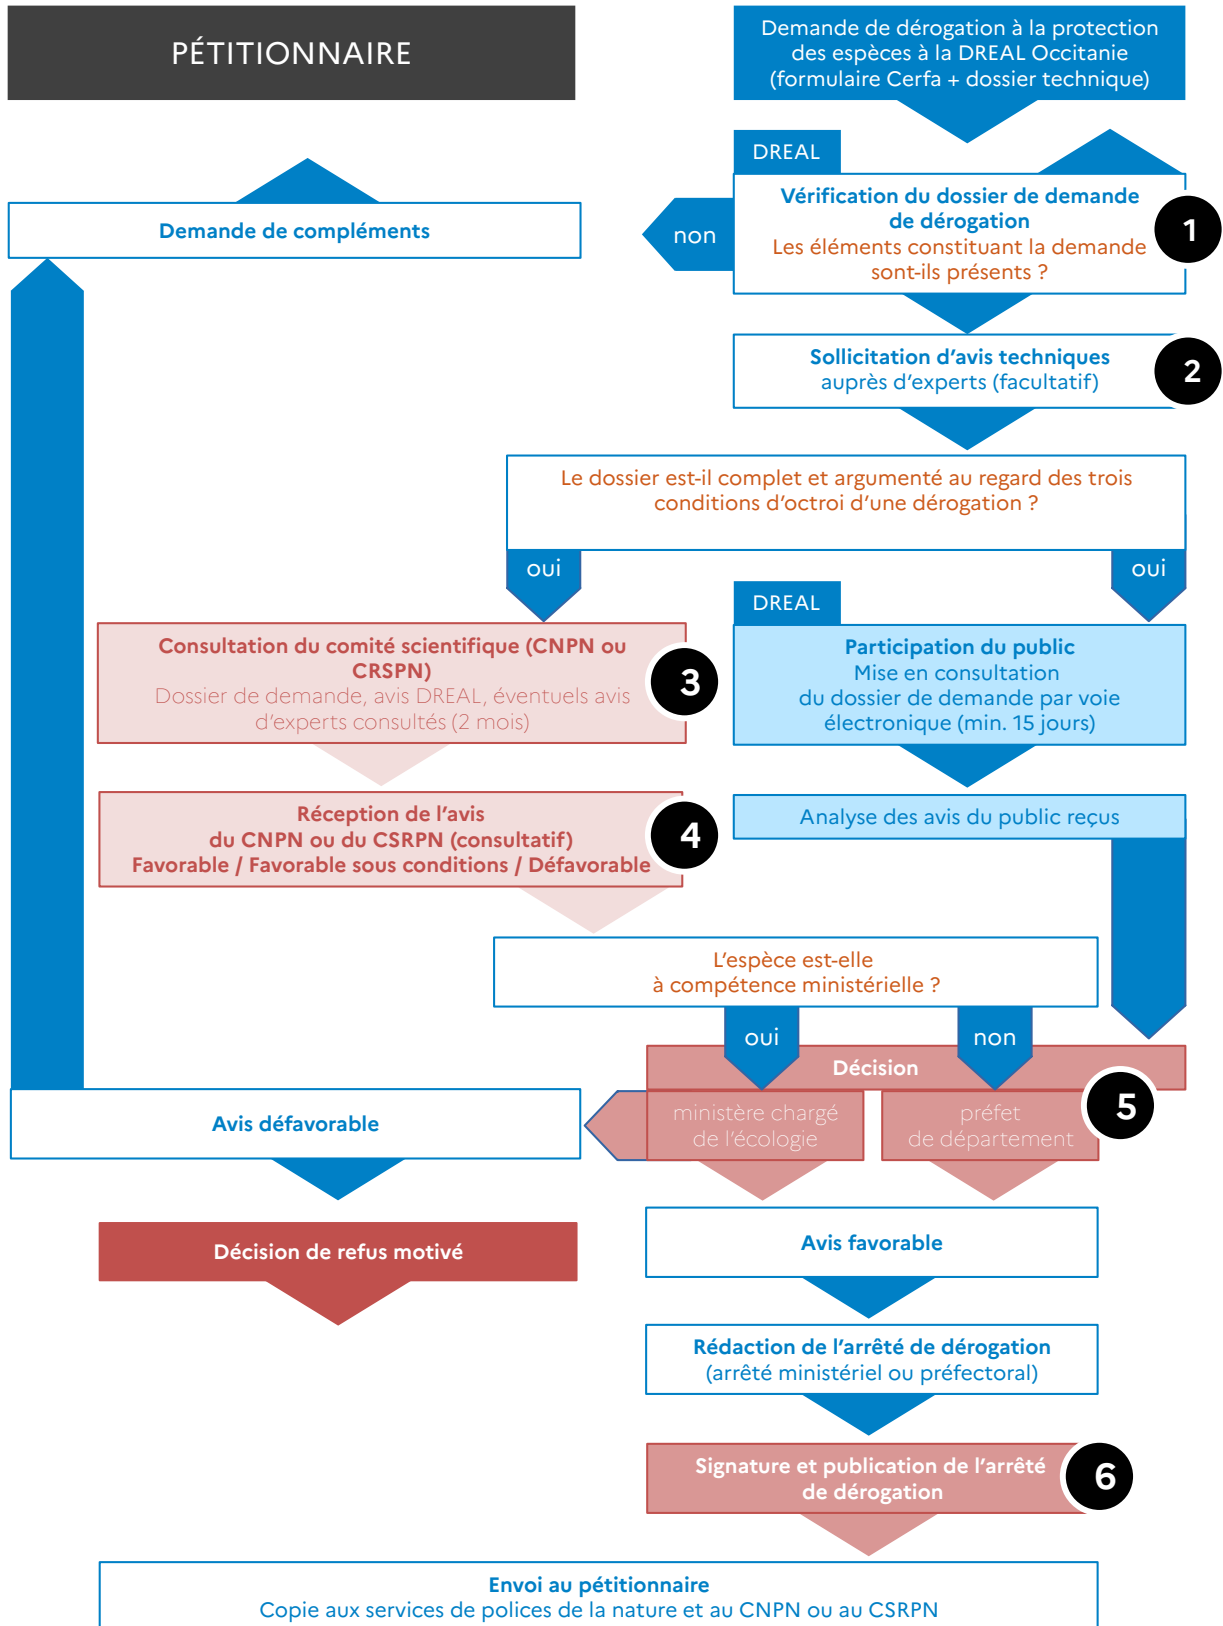 PÉTITIONNAIRE
Demande de dérogation à la protection
des espèces à la DREAL Occitanie
(formulaire Cerfa + dossier technique)
DREAL
Vérification du dossier de demande
de dérogation
Les éléments constituant la demande
sont-ils présents ?
1
non
Demande de compléments
Sollicitation d’avis techniques
auprès d’experts (facultatif)
2
Le dossier est-il complet et argumenté au regard des trois
conditions d’octroi d’une dérogation ?
oui
oui
Consultation du comité scientifique (CNPN ou
CRSPN)
Dossier de demande, avis DREAL, éventuels avis
d’experts consultés (2 mois)
3
DREAL
Participation du public
Mise en consultation
du dossier de demande par voie
électronique (min. 15 jours)
Réception de l’avis
du CNPN ou du CSRPN (consultatif)
Favorable / Favorable sous conditions / Défavorable
4
Analyse des avis du public reçus
L’espèce est-elle
à compétence ministérielle ?
oui
non
Décision
ministère chargé
de l’écologie
préfet
de département
5
Avis défavorable
Décision de refus motivé
Avis favorable
Rédaction de l’arrêté de dérogation
(arrêté ministériel ou préfectoral)
Signature et publication de l’arrêté
de dérogation
6
Envoi au pétitionnaire
Copie aux services de polices de la nature et au CNPN ou au CSRPN